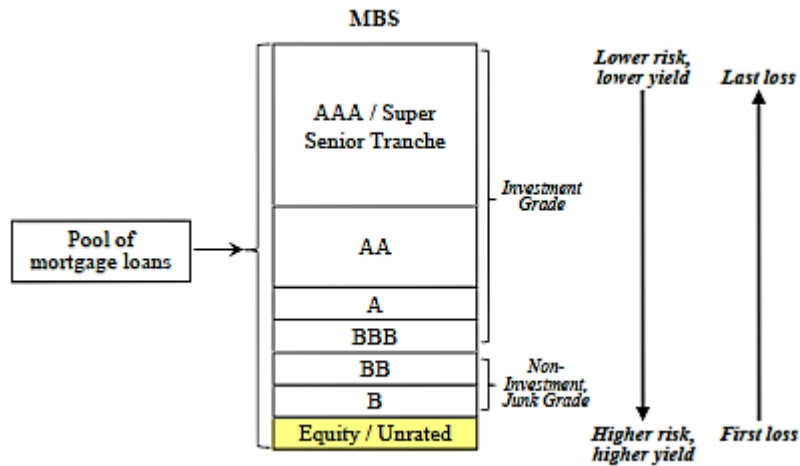 MBS
AAA / Super
Senior Tranche
AA
A
BBB
BB
B
Equity / Unrated
Pool of
mortgage loans
Investment
Grade
Non-
Investment,
Junk Grade
Lower risk,
lower yield
Higher risk,
higher yield
Last loss
First loss